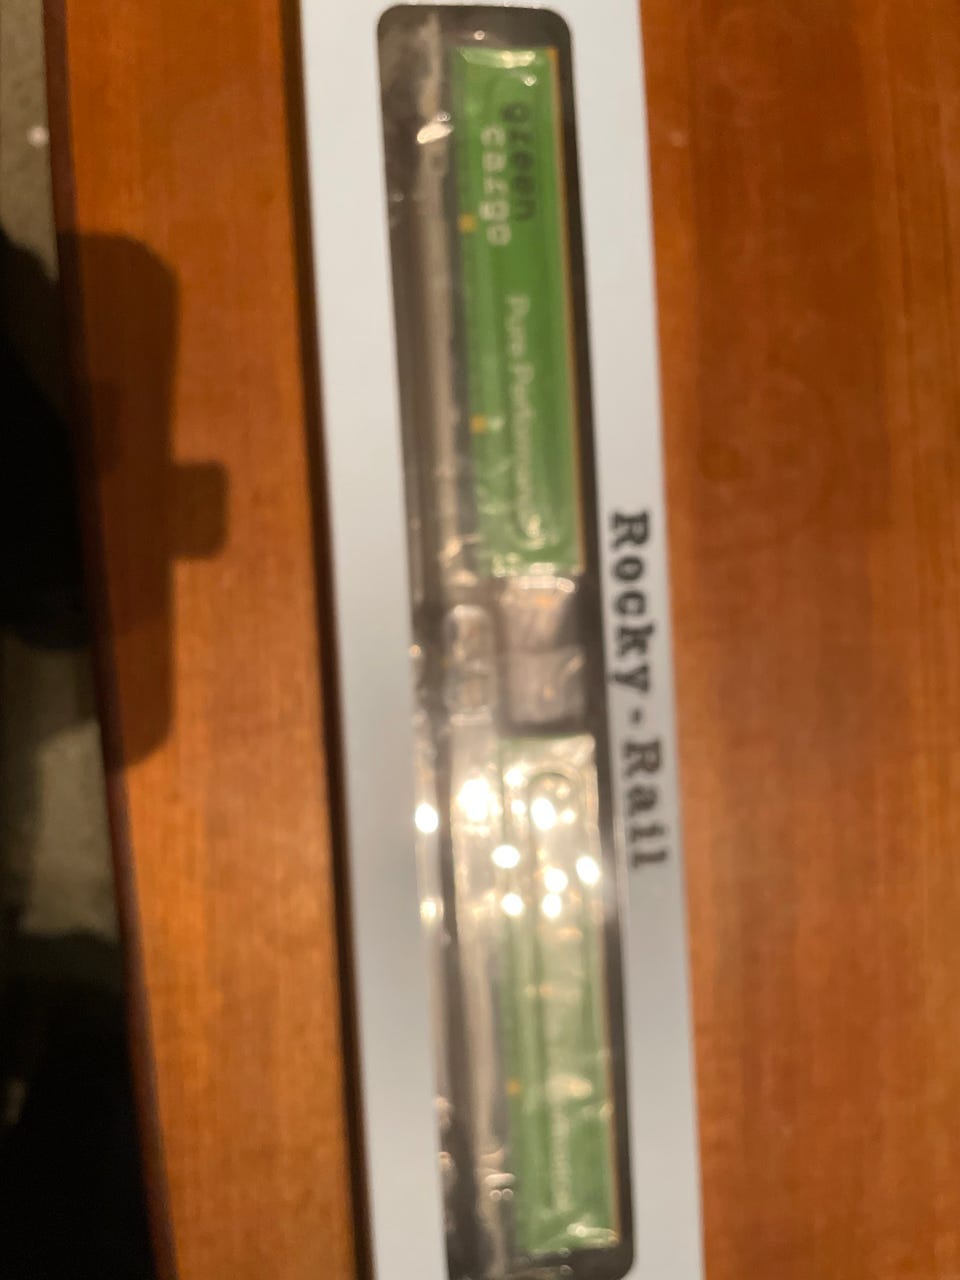 green
cargo
Pure Performance
Rocky-Rail